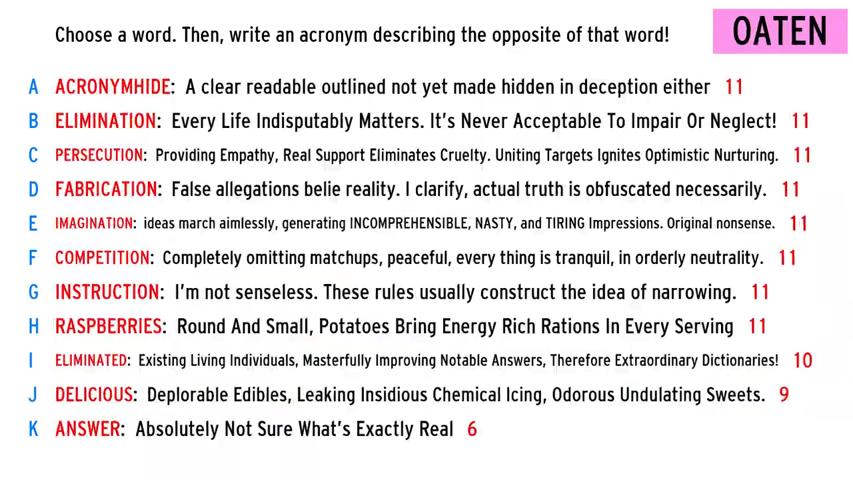 Choose a word. Then, write an acronym describing the opposite of that word!
OATEN
A ACRONYMHIDE: A clear readable outlined not yet made hidden in deception either 11
B ELIMINATION: Every Life Indisputably Matters. It's Never Acceptable To Impair Or Neglect! 11
C PERSECUTION: Providing Empathy, Real Support Eliminates Cruelty. Uniting Targets Ignites Optimistic Nurturing. 11
D FABRICATION: False allegations belie reality. I clarify, actual truth is obfuscated necessarily. 11
E IMAGINATION: ideas march aimlessly, generating INCOMPREHENSIBLE, NASTY, and TIRING Impressions. Original nonsense. 11
F COMPETITION: Completely omitting matchups, peaceful, every thing is tranquil, in orderly neutrality. 11
G INSTRUCTION: I'm not senseless. These rules usually construct the idea of narrowing. 11
H RASPBERRIES: Round And Small, Potatoes Bring Energy Rich Rations In Every Serving 11
I ELIMINATED: Existing Living Individuals, Masterfully Improving Notable Answers, Therefore Extraordinary Dictionaries! 10
J DELICIOUS: Deplorable Edibles, Leaking Insidious Chemical Icing, Odorous Undulating Sweets. 9
K ANSWER: Absolutely Not Sure What's Exactly Real 6